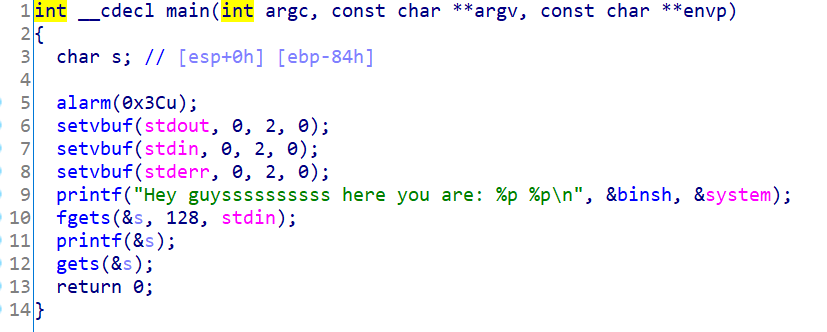 1 int __cdecl main(int argc, const char **argv, const char **envp)
2 {
3   char s; // [esp+0h] [ebp-84h]
4
5   alarm(0x3Cu);
6   setvbuf(stdout, 0, 2, 0);
7   setvbuf(stdin, 0, 2, 0);
8   setvbuf(stderr, 0, 2, 0);
9   printf("Hey guyssssssssss here you are: %p %p\n", &binsh, &system);
10   fgets(&s, 128, stdin);
11   printf(&s);
12   gets(&s);
13   return 0;
14 }